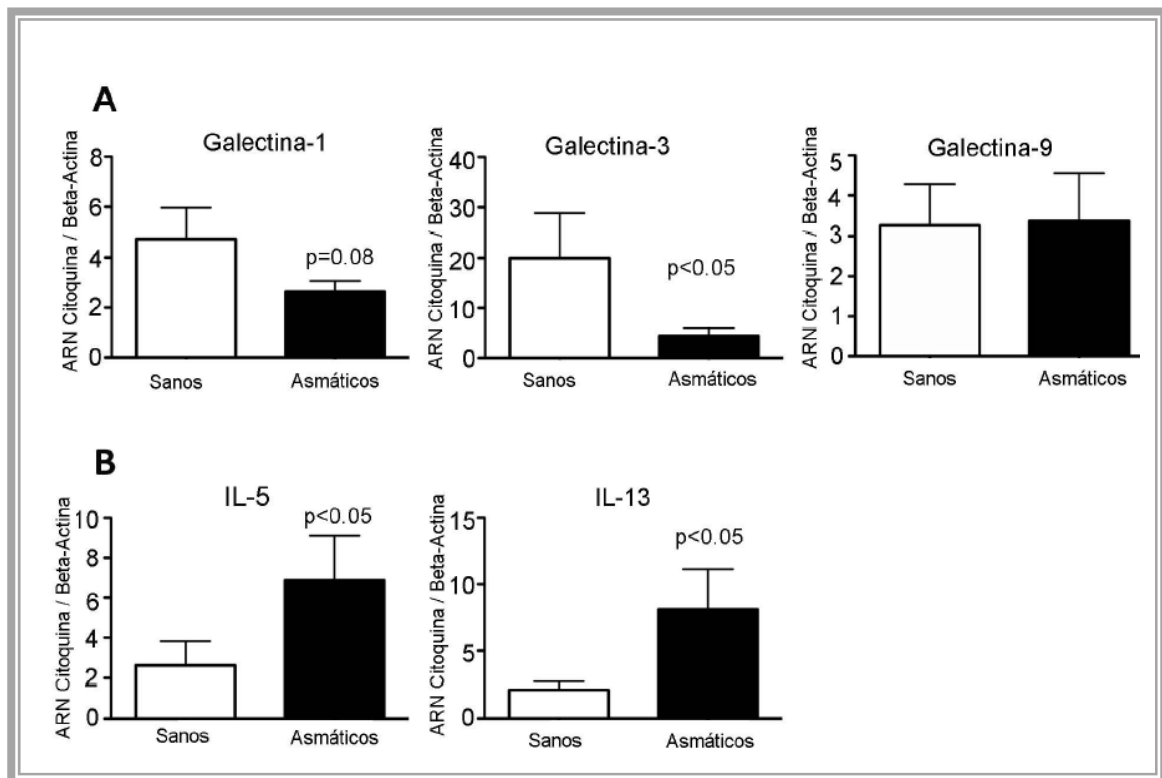 A
Galectina-1
ARN Citoquina / Beta-Actina
8
6
4
2
0
p=0.08
Sanos
Asmáticos
Galectina-3
ARN Citoquina / Beta-Actina
40
30
20
10
0
p<0.05
Sanos
Asmáticos
Galectina-9
ARN Citoquina / Beta-Actina
5
4
3
2
1
0
Sanos
Asmáticos
B
IL-5
ARN Citoquina / Beta-Actina
10
8
6
4
2
0
p<0.05
Sanos
Asmáticos
IL-13
ARN Citoquina / Beta-Actina
15
10
5
0
p<0.05
Sanos
Asmáticos